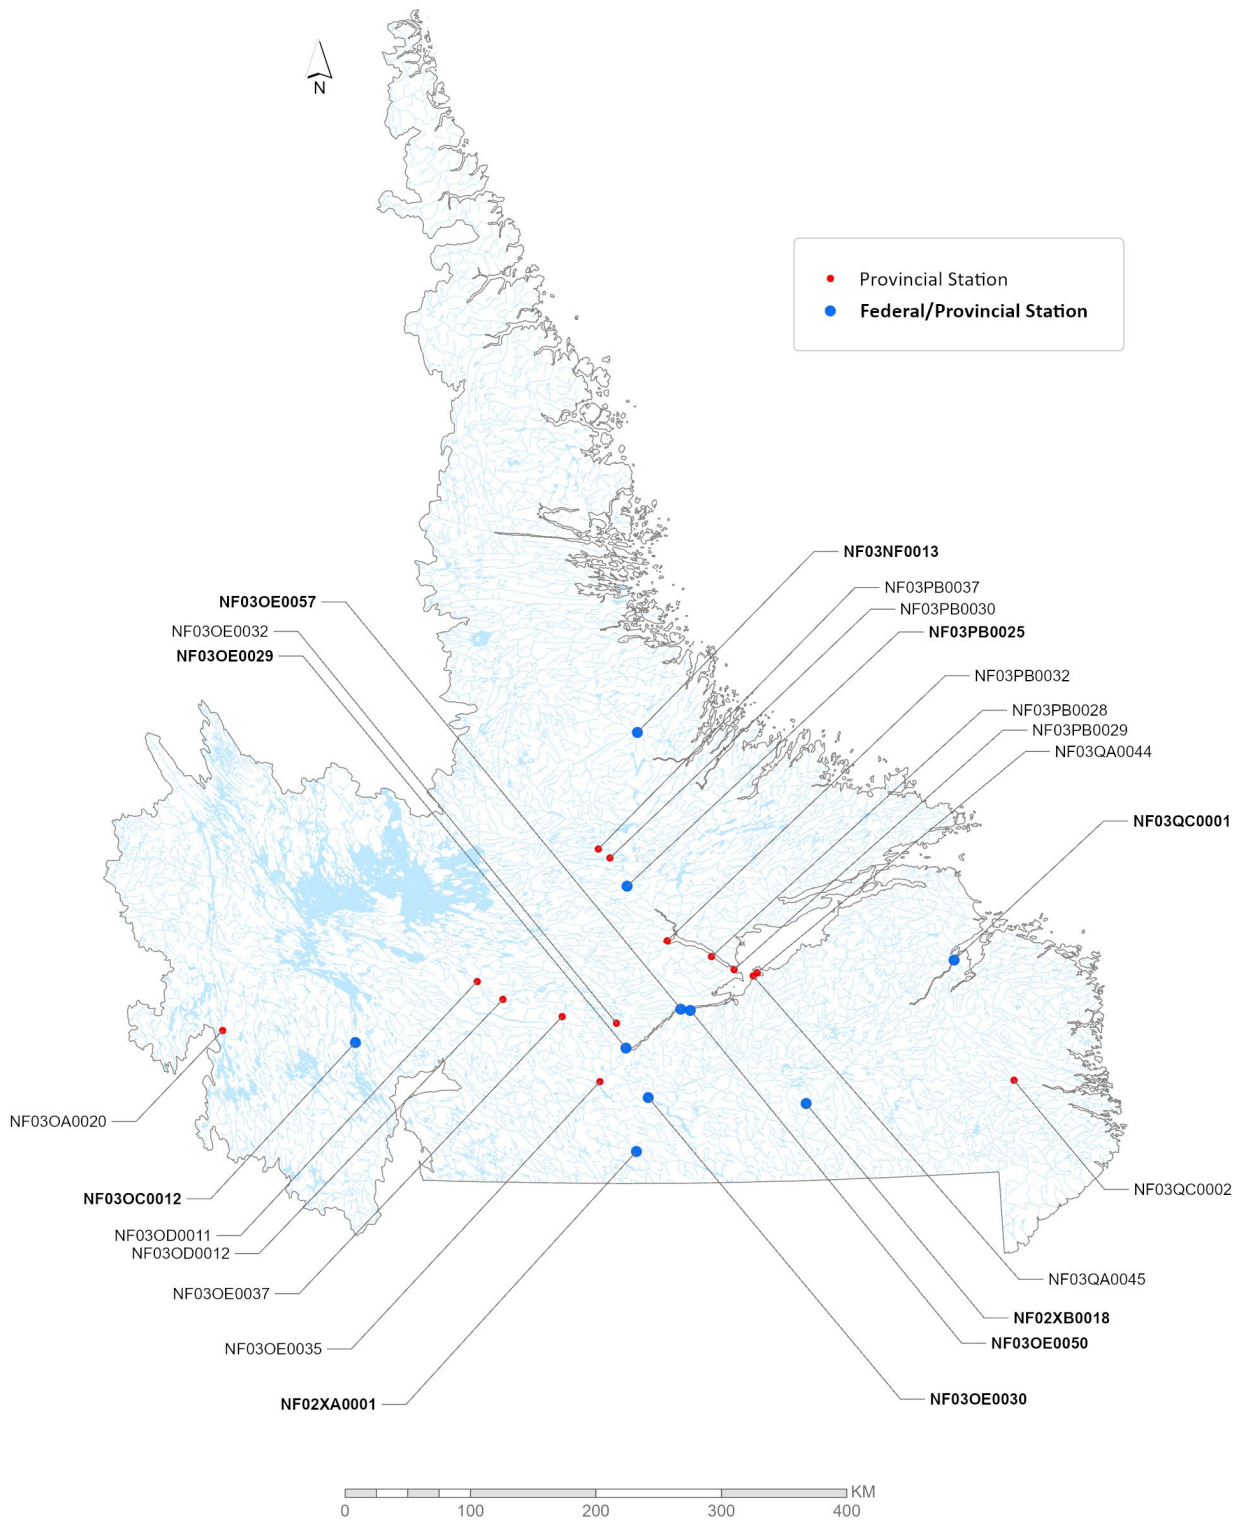 N
Provincial Station
Federal/Provincial Station
NF03NF0013
NF03PB0037
NF03OE0057
NF03PB0030
NF03OE0032
NF03PB0025
NF03OE0029
NF03PB0032
NF03PB0028
NF03PB0029
NF03QA0044
NF03QC0001
NF03OA0020
NF03OC0012
NF03QC0002
NF03OD0011
NF03OD0012
NF03QA0045
NF03OE0037
NF02XB0018
NF03OE0050
NF03OE0035
NF03OE0030
NF02XA0001
KM
0 100 200 300 400